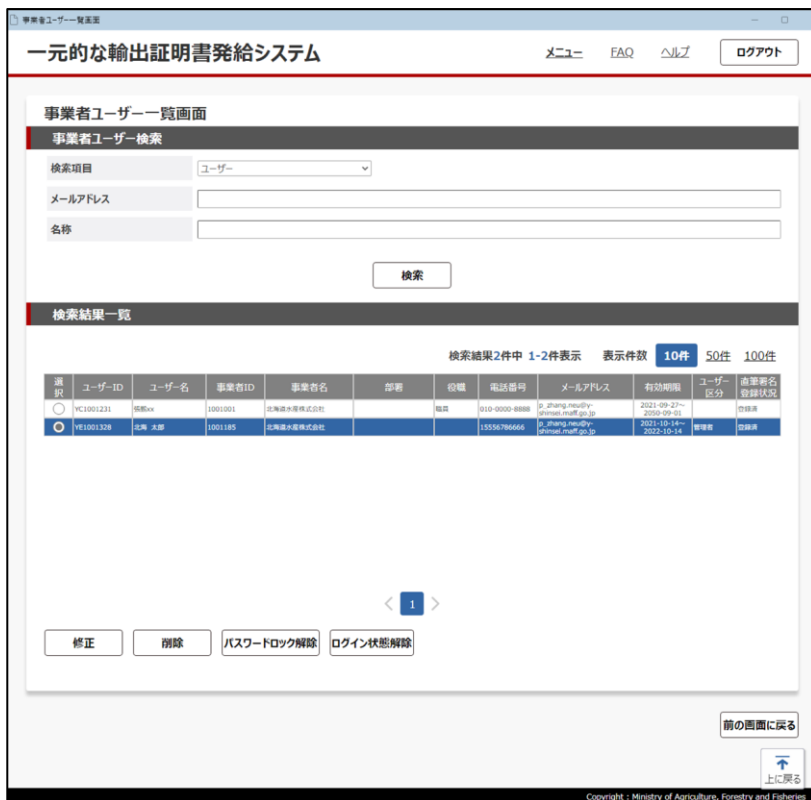 事業者ユーザー一覧画面
一元的な輸出証明書発給システム
メニュー FAQ ヘルプ ログアウト
事業者ユーザー一覧画面
事業者ユーザー検索
検索項目 ユーザー
メールアドレス
名称
検索
検索結果一覧
検索結果2件中 1-2件表示 表示件数 10件 50件 100件
選択 ユーザーID ユーザー名 事業者ID 事業者名 部署 役職 電話番号 メールアドレス 有効期限 ユーザー区分 直筆署名登録状況
YC1001231 1001001 北海道水産株式会社 職員 010-0000-8888 p_zhang.neu@y-shinsei.maff.go.jp 2021-09-27～2050-09-01 登録済
YE1001328 北海 太郎 1001185 北海道水産株式会社 15556786666 p_zhang.neu@y-shinsei.maff.go.jp 2021-10-14～2022-10-14 管理者 登録済
1
修正 削除 パスワードロック解除 ログイン状態解除
前の画面に戻る
上に戻る
Copyright : Ministry of Agriculture, Forestry and Fisheries